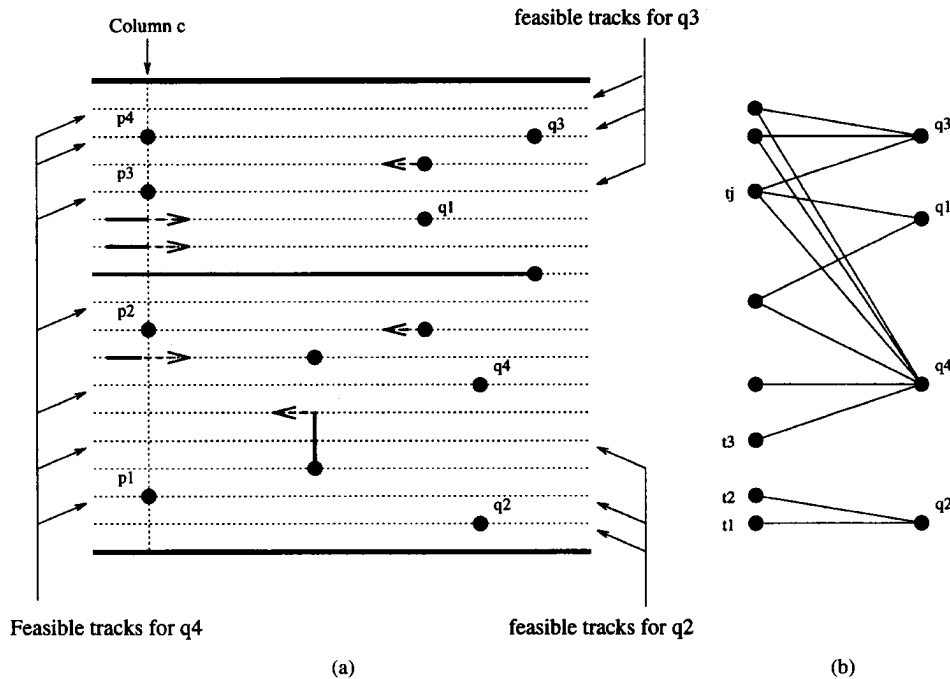 feasible tracks for q3
Column c
p4
q3
p3
q1
p2
q4
p1
q2
Feasible tracks for q4
feasible tracks for q2
(a)
q3
tj
q1
q4
t3
t2
t1
q2
(b)